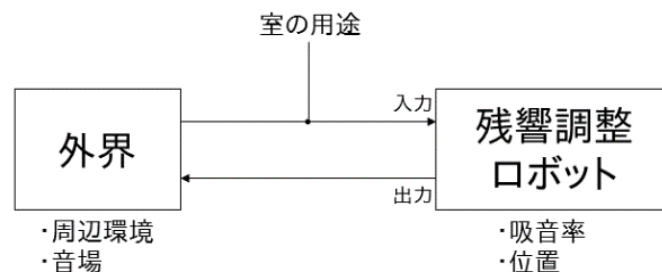 室の用途
外界
入力
出力
残響調整
ロボット
・周辺環境
・音場
・吸音率
・位置